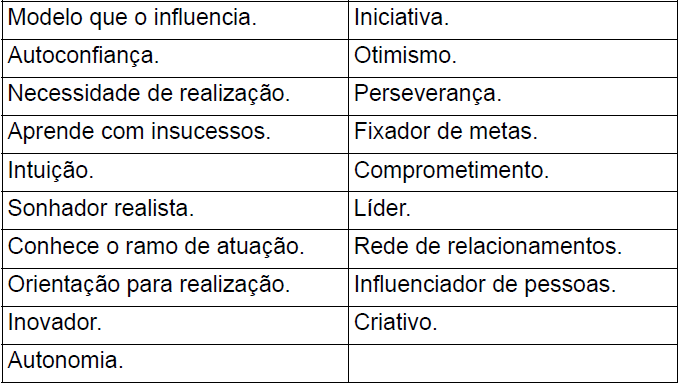 Modelo que o influencia. Iniciativa.
Autoconfiança. Otimismo.
Necessidade de realização. Perseverança.
Aprende com insucessos. Fixador de metas.
Intuição. Comprometimento.
Sonhador realista. Líder.
Conhece o ramo de atuação. Rede de relacionamentos.
Orientação para realização. Influenciador de pessoas.
Inovador. Criativo.
Autonomia.